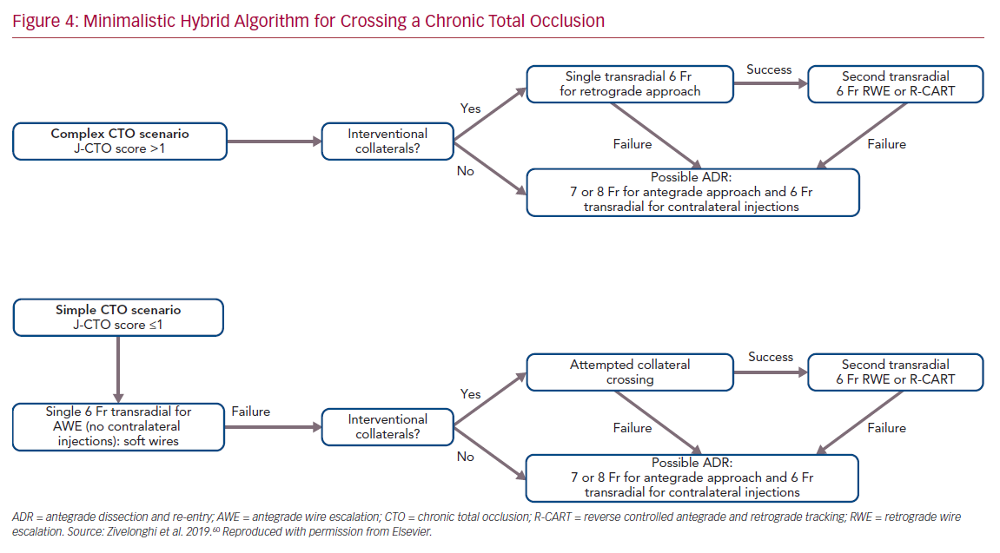 Figure 4: Minimalistic Hybrid Algorithm for Crossing a Chronic Total Occlusion
Complex CTO scenario
J-CTO score >1
Interventional
collaterals?
Yes
No
Single transradial 6 Fr
for retrograde approach
Success
Second transradial
6 Fr RWE or R-CART
Failure
Failure
Possible ADR:
7 or 8 Fr for antegrade approach and 6 Fr
transradial for contralateral injections
Simple CTO scenario
J-CTO score ≤1
Single 6 Fr transradial for
AWE (no contralateral
injections): soft wires
Failure
Interventional
collaterals?
Yes
No
Attempted collateral
crossing
Success
Second transradial
6 Fr RWE or R-CART
Failure
Failure
Possible ADR:
7 or 8 Fr for antegrade approach and 6 Fr
transradial for contralateral injections
ADR = antegrade dissection and re-entry; AWE = antegrade wire escalation; CTO = chronic total occlusion; R-CART = reverse controlled antegrade and retrograde tracking; RWE = retrograde wire
escalation. Source: Zivelonghi et al. 2019.⁶⁰ Reproduced with permission from Elsevier.